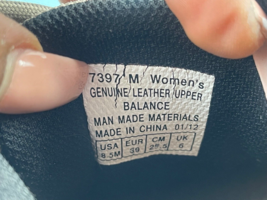 7397 M Women's
GENUINE LEATHER UPPER
BALANCE
MAN MADE MATERIALS
MADE IN CHINA 01/12
USA EUR CM UK
8.5M 39 25.5 6